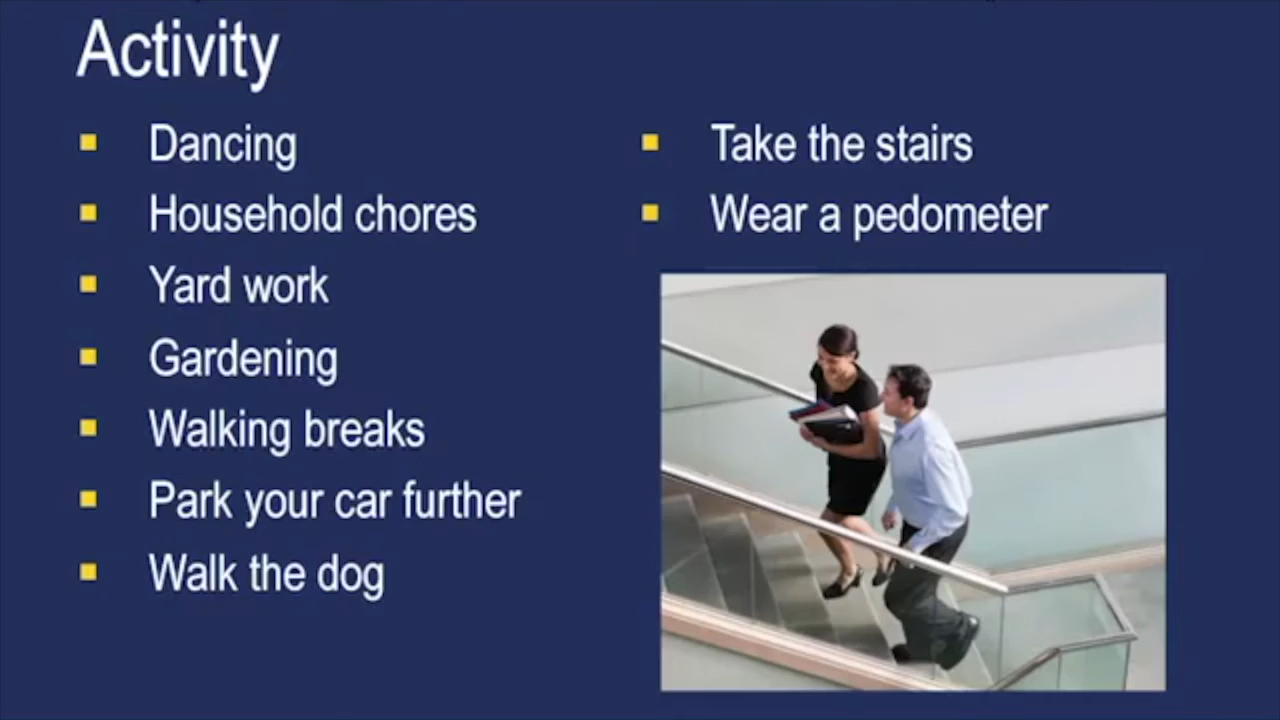 Activity
Dancing
Household chores
Yard work
Gardening
Walking breaks
Park your car further
Walk the dog
Take the stairs
Wear a pedometer